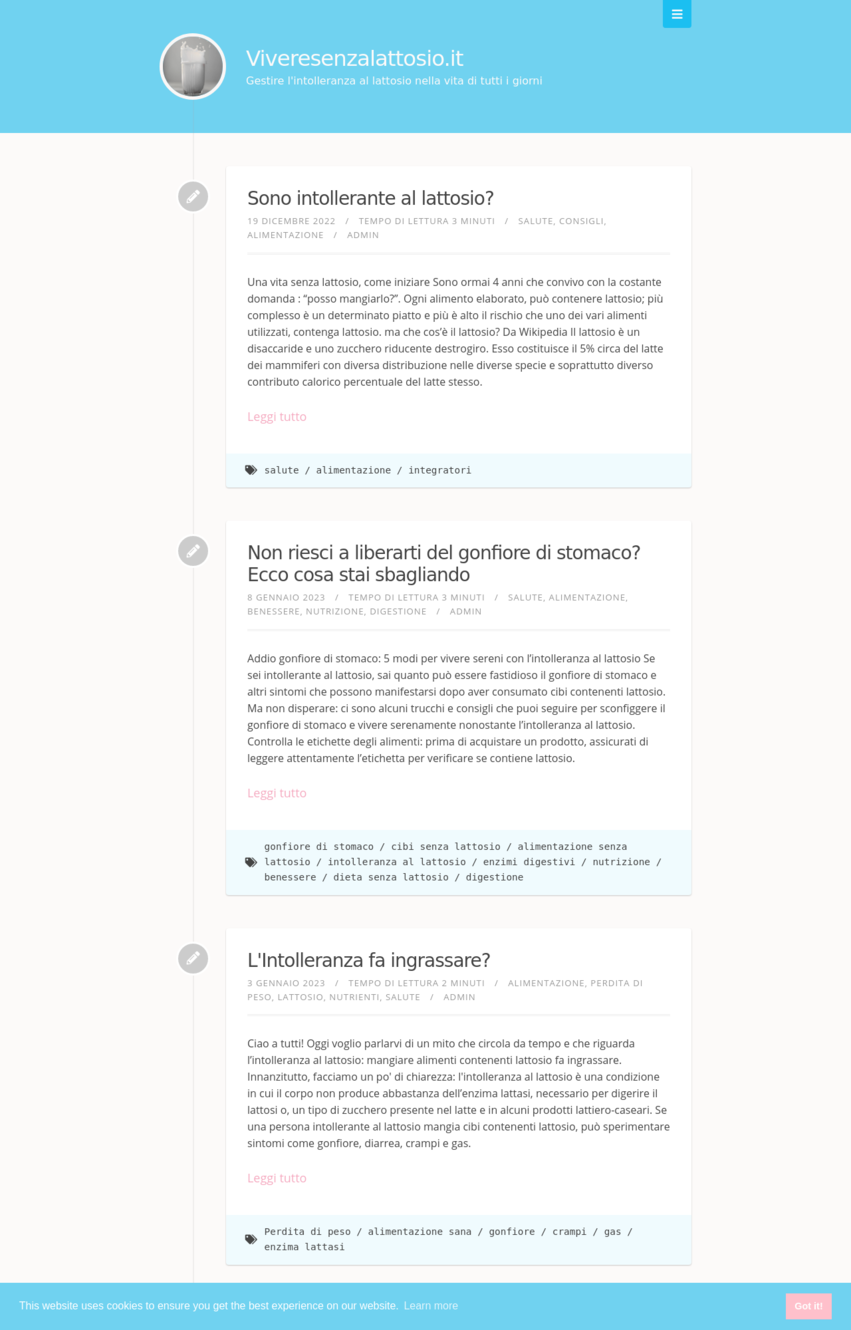 Viveresenzalattosio.it
Gestire l'intolleranza al lattosio nella vita di tutti i giorni
Sono intollerante al lattosio?
19 DICEMBRE 2022 / TEMPO DI LETTURA 3 MINUTI / SALUTE, CONSIGLI,
ALIMENTAZIONE / ADMIN
Una vita senza lattosio, come iniziare Sono ormai 4 anni che convivo con la costante
domanda : “posso mangiarlo?”. Ogni alimento elaborato, può contenere lattosio; più
complesso è un determinato piatto e più è alto il rischio che uno dei vari alimenti
utilizzati, contenga lattosio. ma che cos’è il lattosio? Da Wikipedia Il lattosio è un
disaccaride e uno zucchero riducente destrogiro. Esso costituisce il 5% circa del latte
dei mammiferi con diversa distribuzione nelle diverse specie e soprattutto diverso
contributo calorico percentuale del latte stesso.
Leggi tutto
salute / alimentazione / integratori
Non riesci a liberarti del gonfiore di stomaco?
Ecco cosa stai sbagliando
8 GENNAIO 2023 / TEMPO DI LETTURA 3 MINUTI / SALUTE, ALIMENTAZIONE,
BENESSERE, NUTRIZIONE, DIGESTIONE / ADMIN
Addio gonfiore di stomaco: 5 modi per vivere sereni con l’intolleranza al lattosio Se
sei intollerante al lattosio, sai quanto può essere fastidioso il gonfiore di stomaco e
altri sintomi che possono manifestarsi dopo aver consumato cibi contenenti lattosio.
Ma non disperare: ci sono alcuni trucchi e consigli che puoi seguire per sconfiggere il
gonfiore di stomaco e vivere serenamente nonostante l’intolleranza al lattosio.
Controlla le etichette degli alimenti: prima di acquistare un prodotto, assicurati di
leggere attentamente l’etichetta per verificare se contiene lattosio.
Leggi tutto
gonfiore di stomaco / cibi senza lattosio / alimentazione senza
lattosio / intolleranza al lattosio / enzimi digestivi / nutrizione /
benessere / dieta senza lattosio / digestione
L'Intolleranza fa ingrassare?
3 GENNAIO 2023 / TEMPO DI LETTURA 2 MINUTI / ALIMENTAZIONE, PERDITA DI
PESO, LATTOSIO, NUTRIENTI, SALUTE / ADMIN
Ciao a tutti! Oggi voglio parlarvi di un mito che circola da tempo e che riguarda
l’intolleranza al lattosio: mangiare alimenti contenenti lattosio fa ingrassare.
Innanzitutto, facciamo un po' di chiarezza: l'intolleranza al lattosio è una condizione
in cui il corpo non produce abbastanza dell’enzima lattasi, necessario per digerire il
lattosi o, un tipo di zucchero presente nel latte e in alcuni prodotti lattiero-caseari. Se
una persona intollerante al lattosio mangia cibi contenenti lattosio, può sperimentare
sintomi come gonfiore, diarrea, crampi e gas.
Leggi tutto
Perdita di peso / alimentazione sana / gonfiore / crampi / gas /
enzima lattasi
This website uses cookies to ensure you get the best experience on our website. Learn more
Got it!